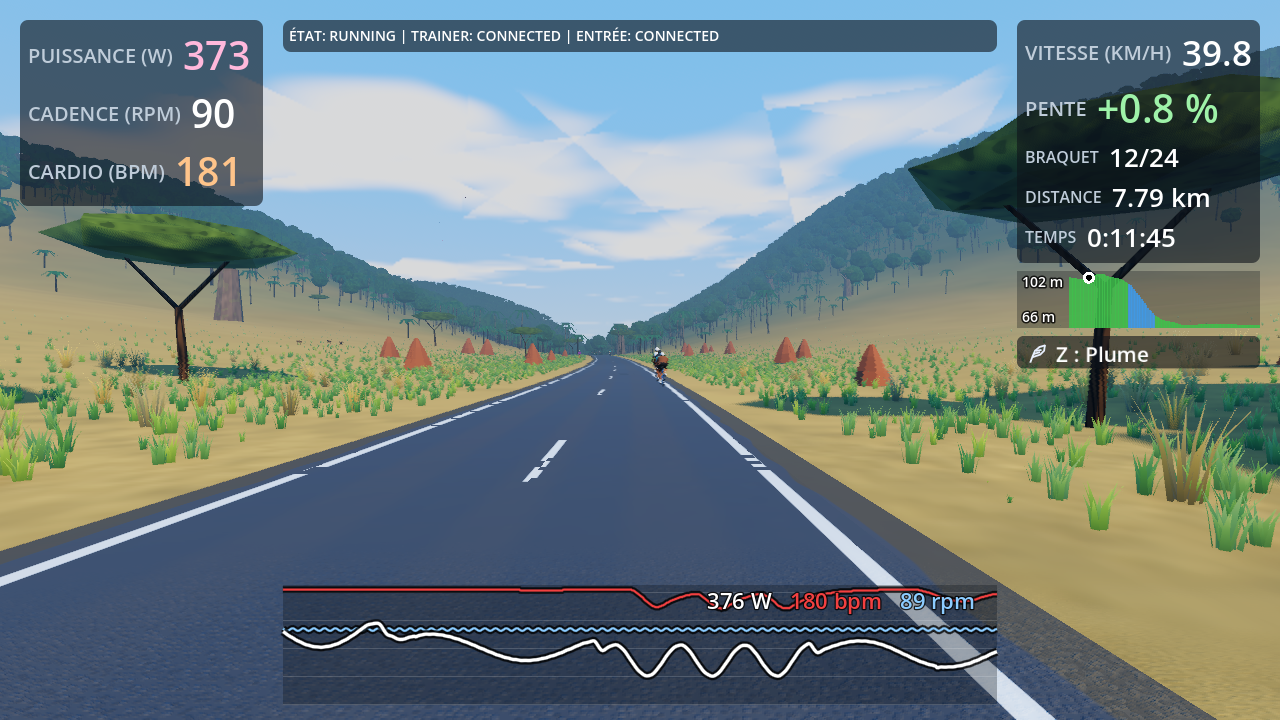 PUISSANCE (W) 373
CADENCE (RPM) 90
CARDIO (BPM) 181
ÉTAT: RUNNING | TRAINER: CONNECTED | ENTRÉE: CONNECTED
VITESSE (KM/H) 39.8
PENTE +0.8 %
BRAQUET 12/24
DISTANCE 7.79 km
TEMPS 0:11:45
102 m
66 m
Z : Plume
376 W 180 bpm 89 rpm